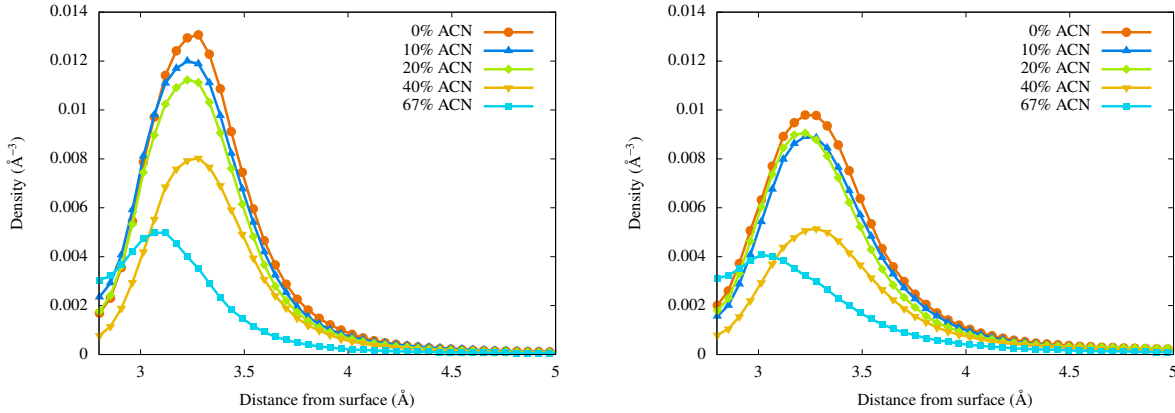 0.014
0.012
0.01
0.008
0.006
0.004
0.002
0
Density (Å⁻³)
0% ACN
10% ACN
20% ACN
40% ACN
67% ACN
3 3.5 4 4.5 5
Distance from surface (Å)
0.014
0.012
0.01
0.008
0.006
0.004
0.002
0
Density (Å⁻³)
0% ACN
10% ACN
20% ACN
40% ACN
67% ACN
3 3.5 4 4.5 5
Distance from surface (Å)